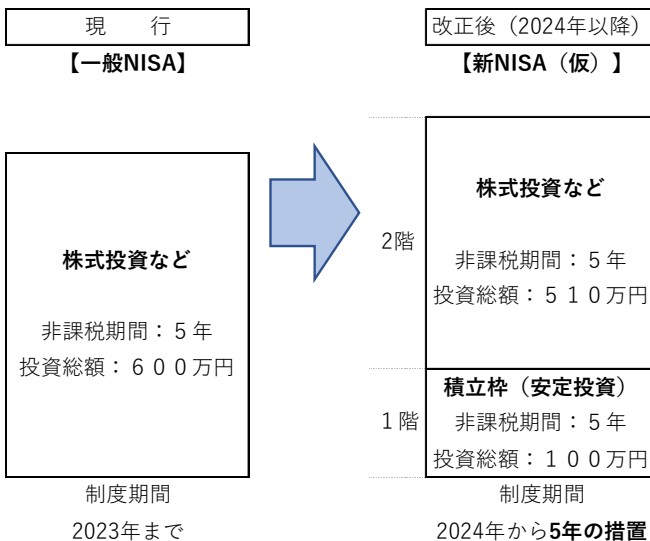 現　　行
【一般NISA】
株式投資など
非課税期間：５年
投資総額：６００万円
制度期間
2023年まで
改正後（2024年以降）
【新NISA（仮）】
2階
株式投資など
非課税期間：５年
投資総額：５１０万円
１階
積立枠（安定投資）
非課税期間：５年
投資総額：１００万円
制度期間
2024年から5年の措置